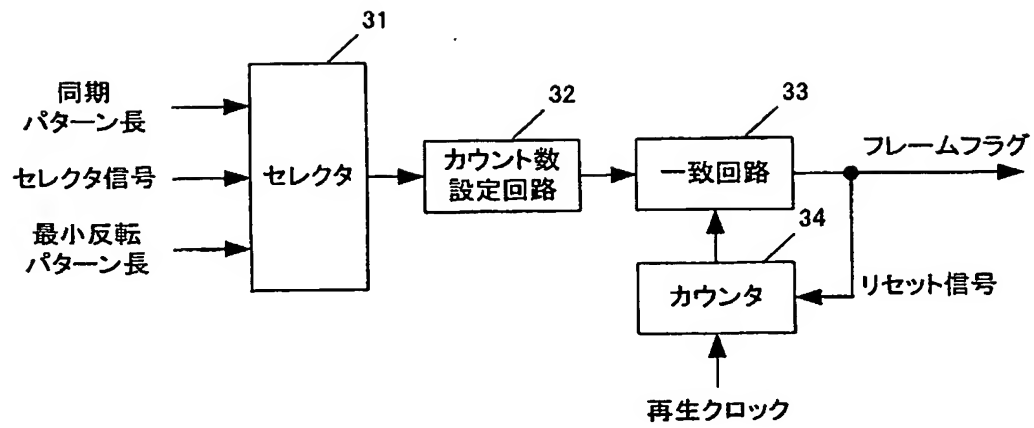 31
同期
パターン長
32
33
フレームフラグ
セレクタ信号
セレクタ
カウント数
設定回路
一致回路
34
最小反転
パターン長
カウンタ
リセット信号
再生クロック